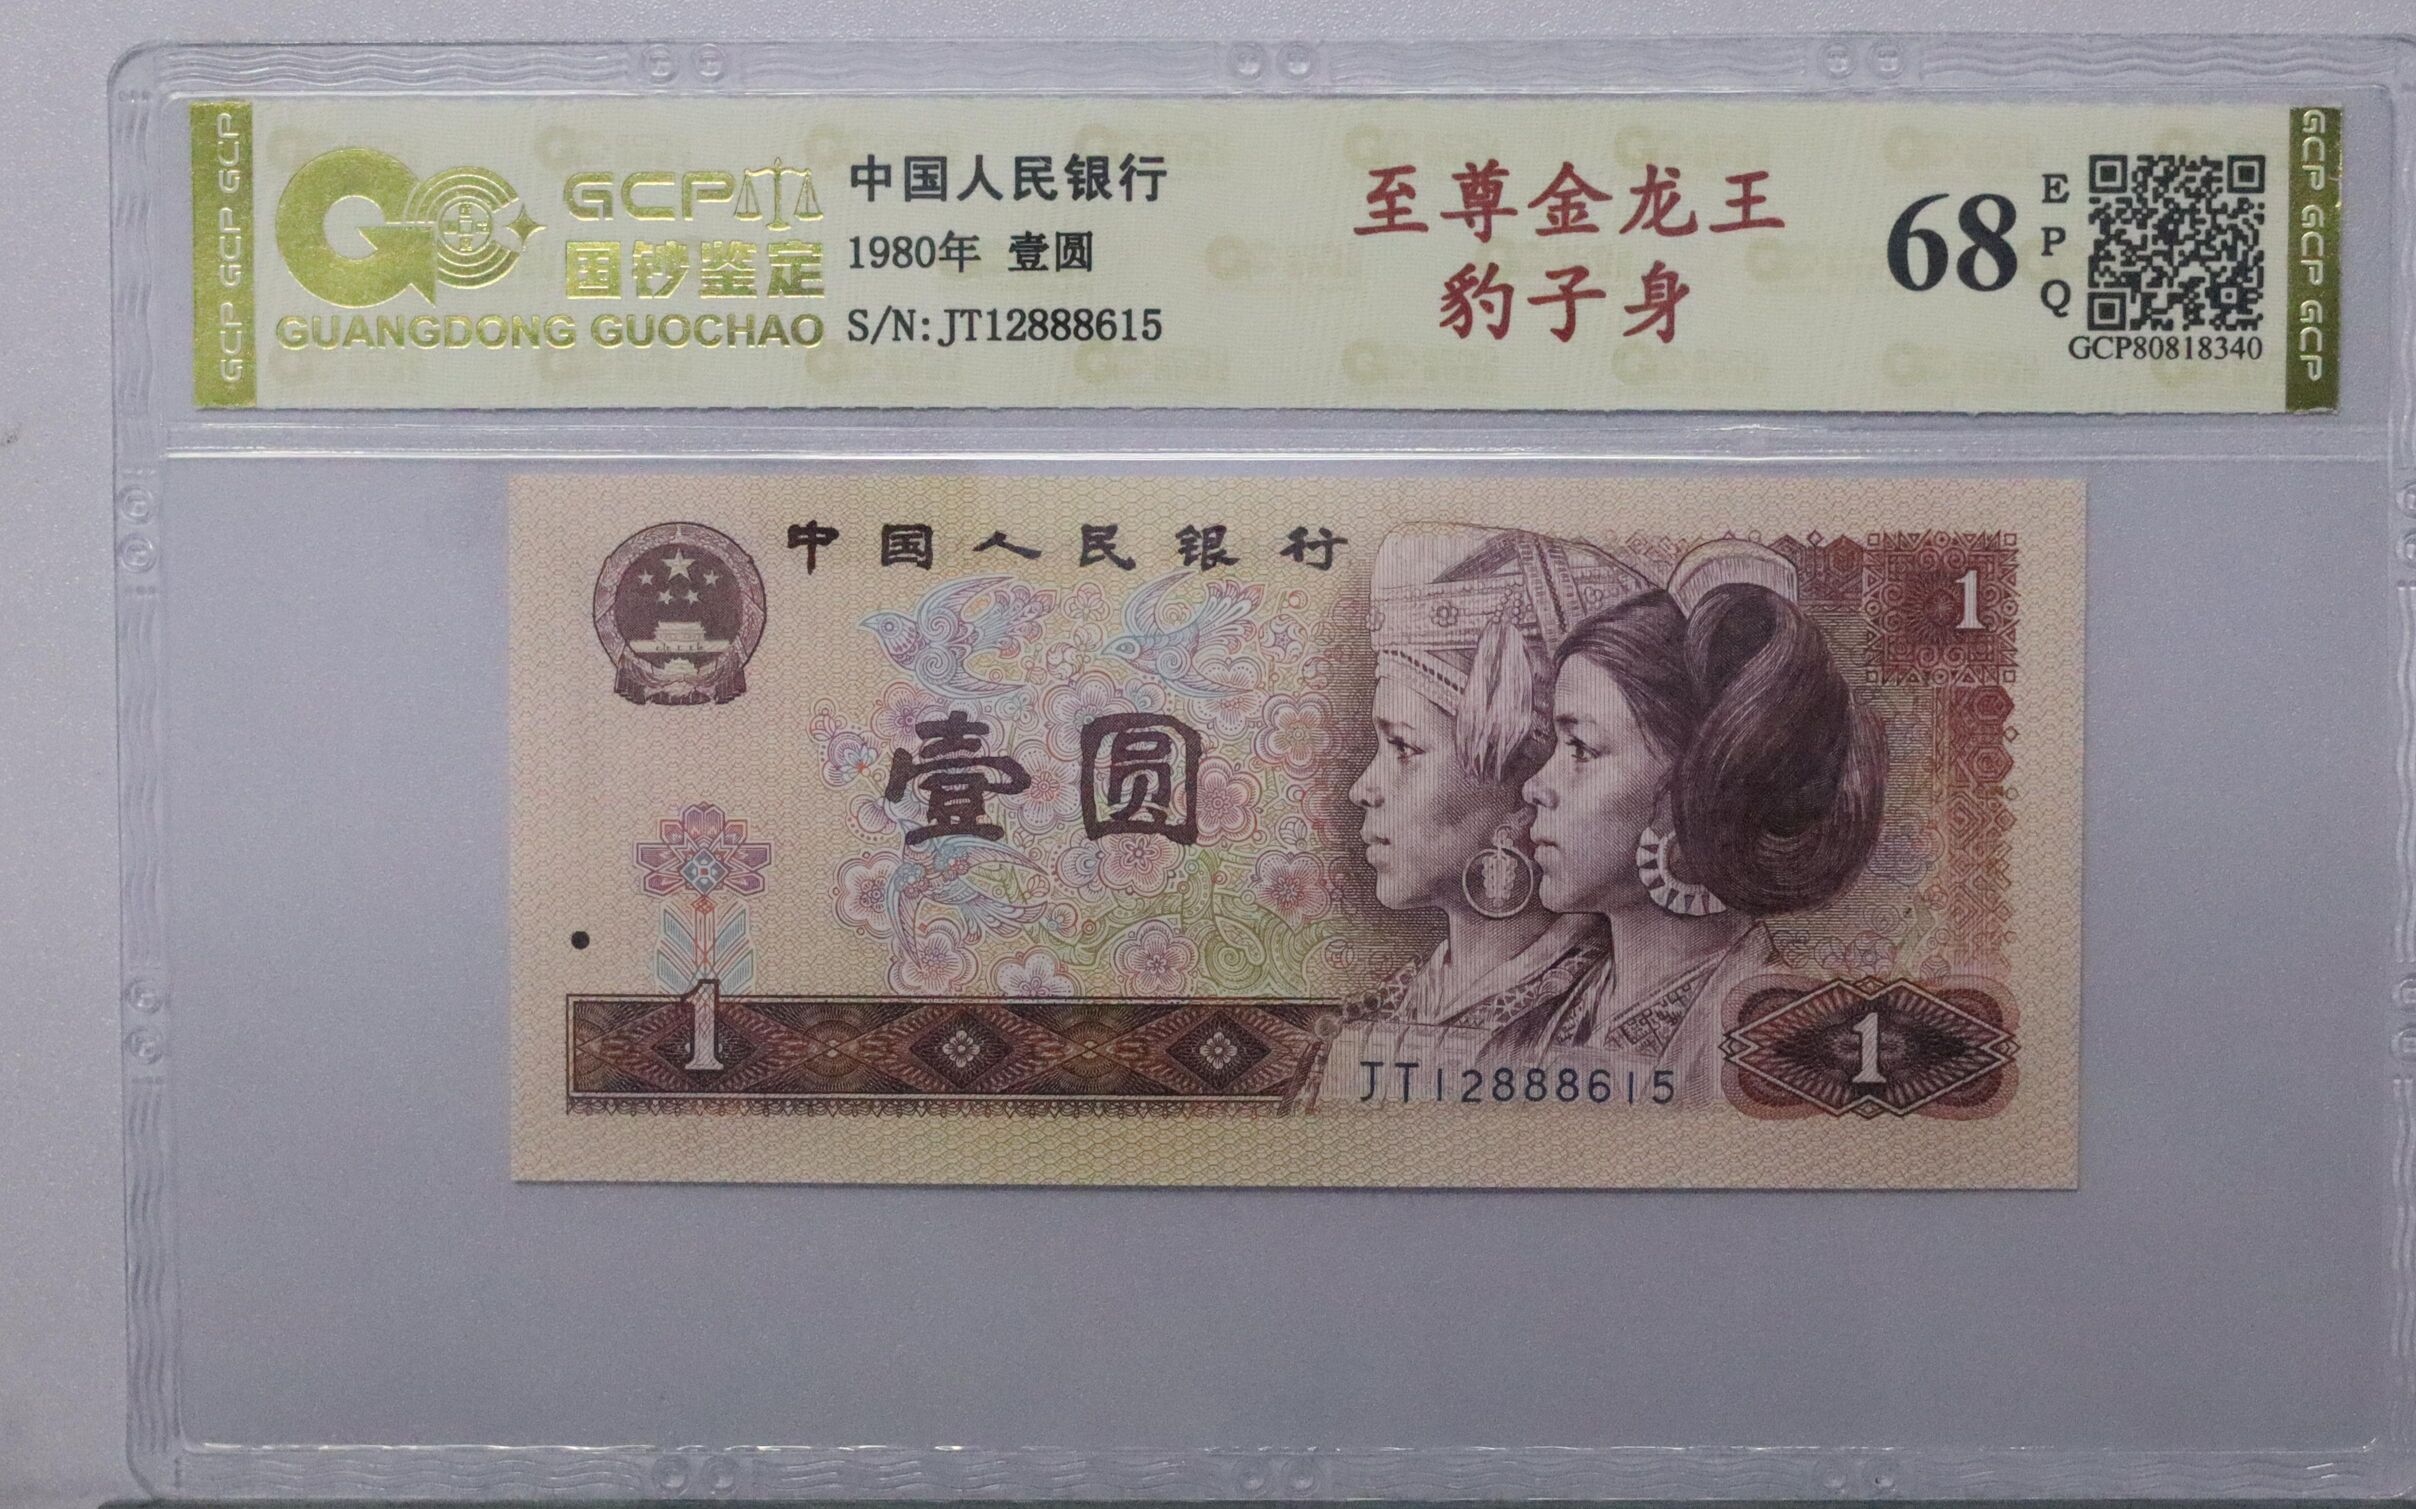 GCP GCP GCP
GCP
国钞鉴定
GUANGDONG GUOCHAO
中国人民银行
1980年 壹圆
S/N: JT12888615
至尊金龙王
豹子身
68
EPQ
GCP80818340
GCP GCP GCP
中国人民银行
1
壹圆
1
1
JT12888615